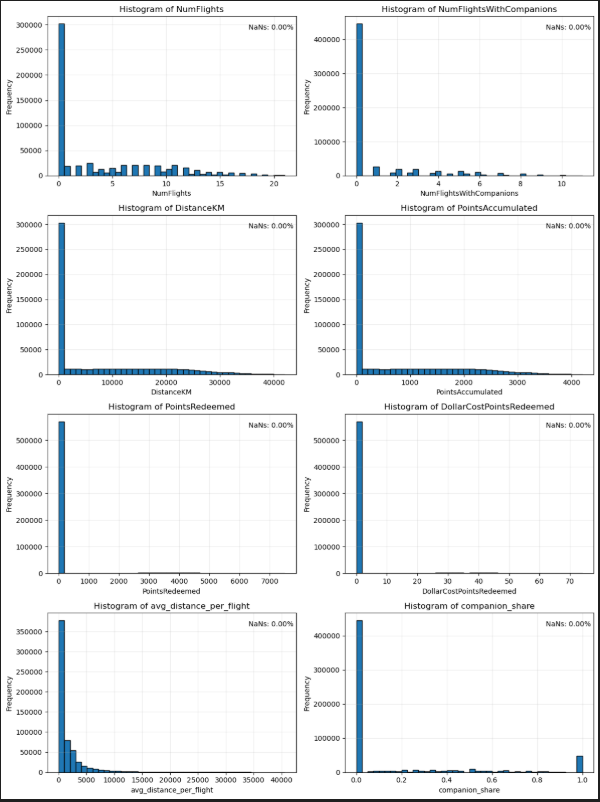 Histogram of NumFlights
NaNs: 0.00%
Frequency
300000
250000
200000
150000
100000
50000
0
0 5 10 15 20
NumFlights
Histogram of NumFlightsWithCompanions
NaNs: 0.00%
Frequency
400000
300000
200000
100000
0
0 2 4 6 8 10
NumFlightsWithCompanions
Histogram of DistanceKM
NaNs: 0.00%
Frequency
300000
250000
200000
150000
100000
50000
0
0 10000 20000 30000 40000
DistanceKM
Histogram of PointsAccumulated
NaNs: 0.00%
Frequency
300000
250000
200000
150000
100000
50000
0
0 1000 2000 3000 4000
PointsAccumulated
Histogram of PointsRedeemed
NaNs: 0.00%
Frequency
500000
400000
300000
200000
100000
0
0 1000 2000 3000 4000 5000 6000 7000
PointsRedeemed
Histogram of DollarCostPointsRedeemed
NaNs: 0.00%
Frequency
500000
400000
300000
200000
100000
0
0 10 20 30 40 50 60 70
DollarCostPointsRedeemed
Histogram of avg_distance_per_flight
NaNs: 0.00%
Frequency
350000
300000
250000
200000
150000
100000
50000
0
0 5000 10000 15000 20000 25000 30000 35000 40000
avg_distance_per_flight
Histogram of companion_share
NaNs: 0.00%
Frequency
400000
300000
200000
100000
0
0.0 0.2 0.4 0.6 0.8 1.0
companion_share